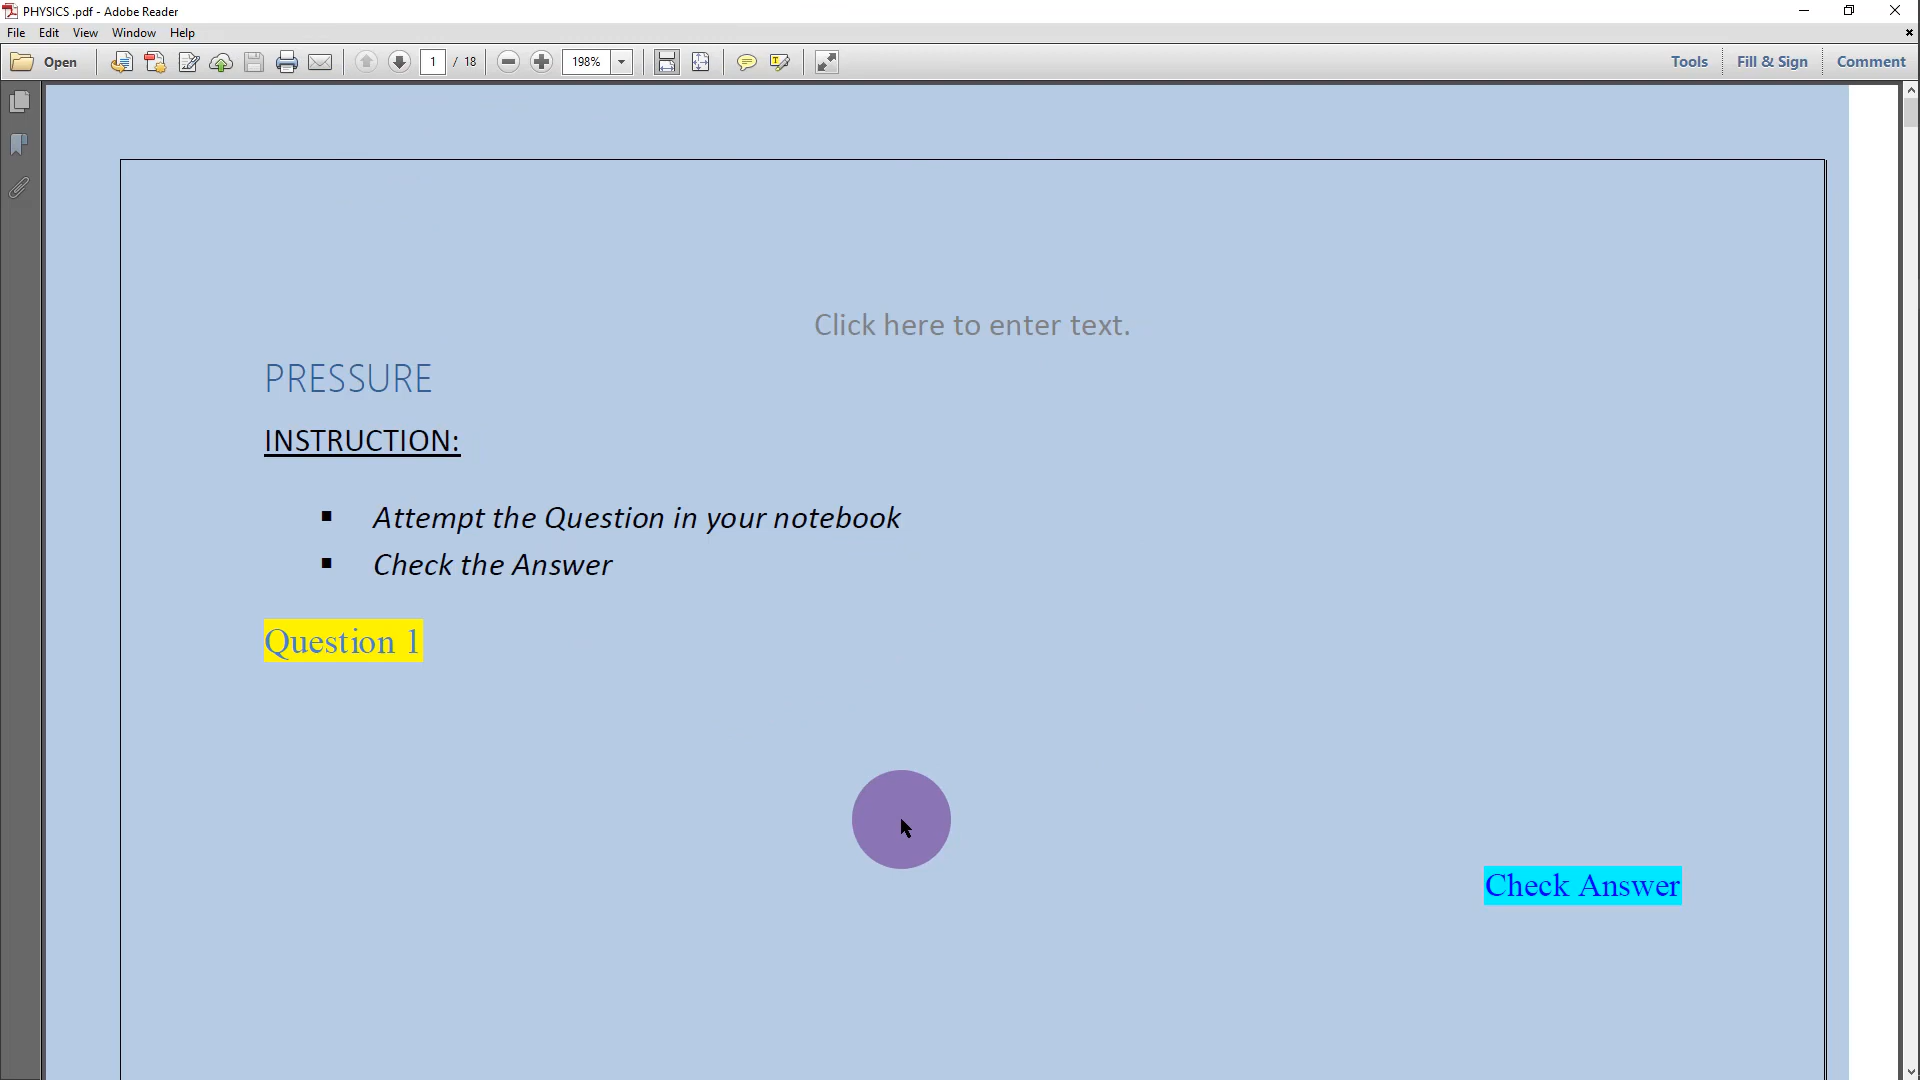 PHYSICS .pdf - Adobe Reader
File Edit View Window Help
Open 1 / 18 198% Tools Fill & Sign Comment
Click here to enter text.
PRESSURE
INSTRUCTION:
▪ Attempt the Question in your notebook
▪ Check the Answer
Question 1
Check Answer